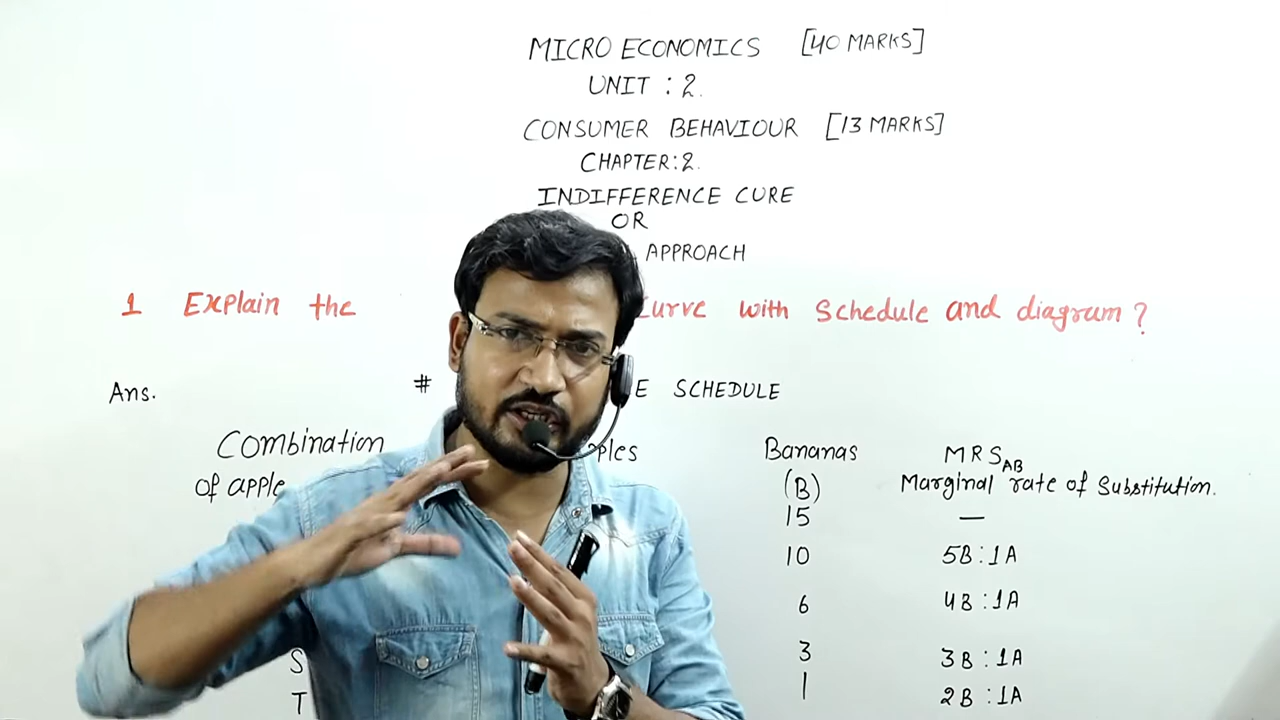 MICRO ECONOMICS [40 MARKS]
UNIT : 2.
CONSUMER BEHAVIOUR [13 MARKS]
CHAPTER:2.
INDIFFERENCE CURE
OR
APPROACH
1 Explain the Curve with Schedule and diagram ?
Ans. # E SCHEDULE
Combination ples Bananas MRSAB
of apple (B) Marginal rate of Substitution.
15 —
10 5B:1A
6 4B:1A
S 3 3B:1A
T 1 2B:1A